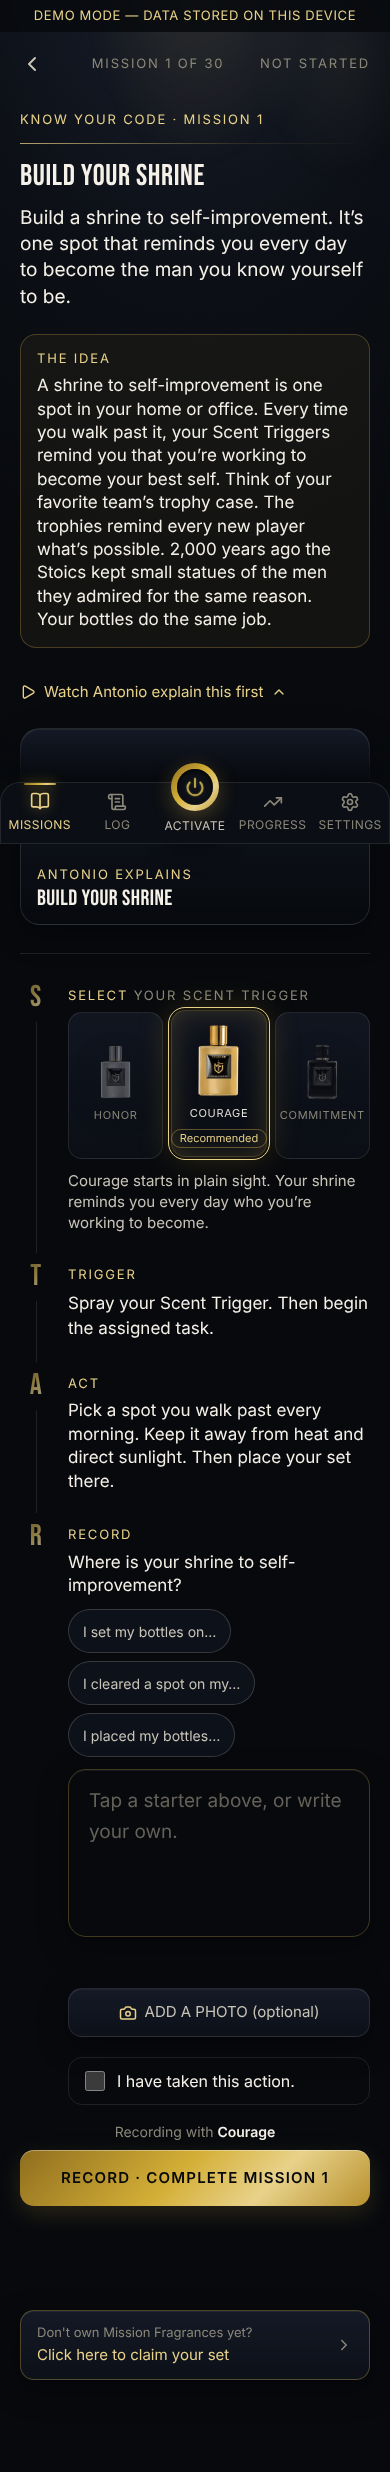 DEMO MODE — DATA STORED ON THIS DEVICE
MISSION 1 OF 30
NOT STARTED
KNOW YOUR CODE · MISSION 1
BUILD YOUR SHRINE
Build a shrine to self-improvement. It’s
one spot that reminds you every day
to become the man you know yourself
to be.
THE IDEA
A shrine to self-improvement is one
spot in your home or office. Every time
you walk past it, your Scent Triggers
remind you that you’re working to
become your best self. Think of your
favorite team’s trophy case. The
trophies remind every new player
what’s possible. 2,000 years ago the
Stoics kept small statues of the men
they admired for the same reason.
Your bottles do the same job.
Watch Antonio explain this first
MISSIONS
LOG
ACTIVATE
PROGRESS
SETTINGS
ANTONIO EXPLAINS
BUILD YOUR SHRINE
S
SELECT YOUR SCENT TRIGGER
HONOR
COURAGE
COMMITMENT
Recommended
Courage starts in plain sight. Your shrine
reminds you every day who you’re
working to become.
T
TRIGGER
Spray your Scent Trigger. Then begin
the assigned task.
A
ACT
Pick a spot you walk past every
morning. Keep it away from heat and
direct sunlight. Then place your set
there.
R
RECORD
Where is your shrine to self-
improvement?
I set my bottles on...
I cleared a spot on my...
I placed my bottles...
Tap a starter above, or write
your own.
ADD A PHOTO (optional)
I have taken this action.
Recording with Courage
RECORD · COMPLETE MISSION 1
Don't own Mission Fragrances yet?
Click here to claim your set